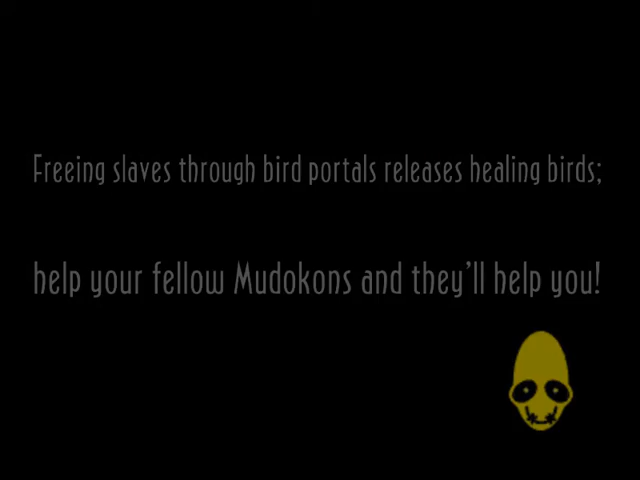 Freeing slaves through bird portals releases healing birds;
help your fellow Mudokons and they'll help you!